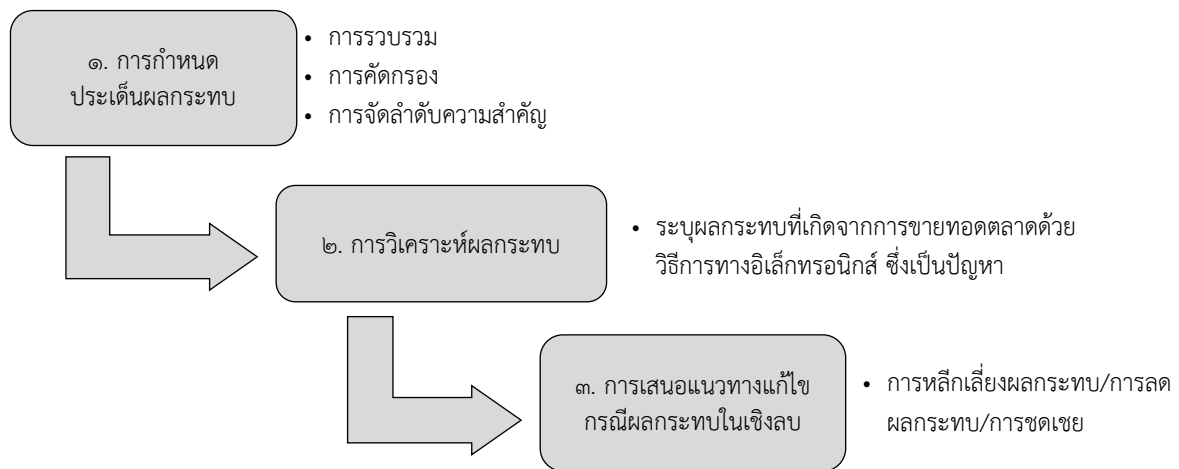 ๑. การกำหนด
ประเด็นผลกระทบ
• การรวบรวม
• การคัดกรอง
• การจัดลำดับความสำคัญ
๒. การวิเคราะห์ผลกระทบ
• ระบุผลกระทบที่เกิดจากการขายทอดตลาดด้วย
วิธีการทางอิเล็กทรอนิกส์ ซึ่งเป็นปัญหา
๓. การเสนอแนวทางแก้ไข
กรณีผลกระทบในเชิงลบ
• การหลีกเลี่ยงผลกระทบ/การลด
ผลกระทบ/การชดเชย